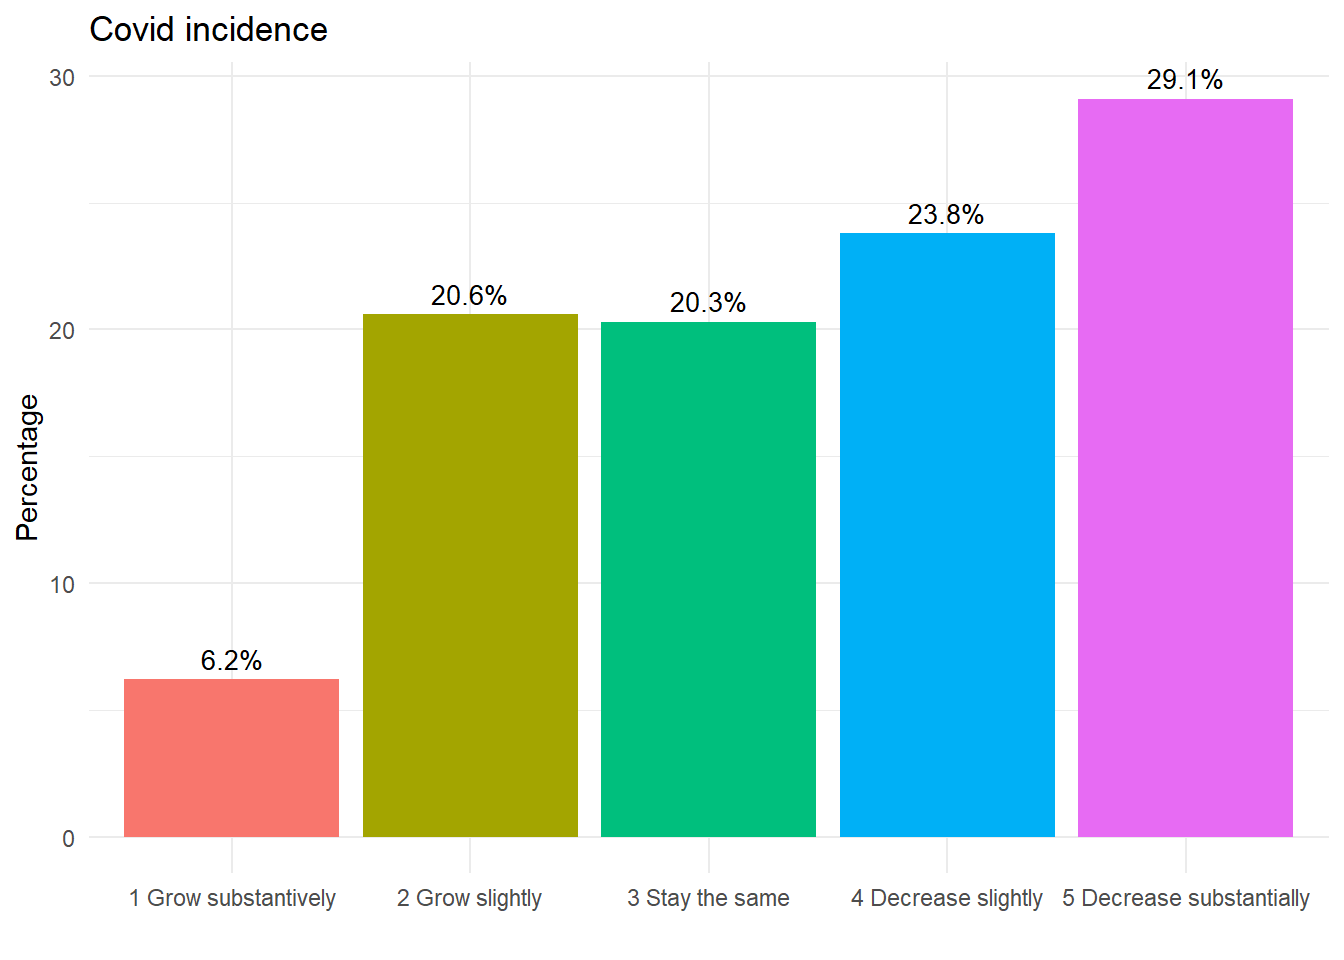 Covid incidence
30
20
10
0
Percentage
6.2%
20.6%
20.3%
23.8%
29.1%
1 Grow substantively
2 Grow slightly
3 Stay the same
4 Decrease slightly
5 Decrease substantially